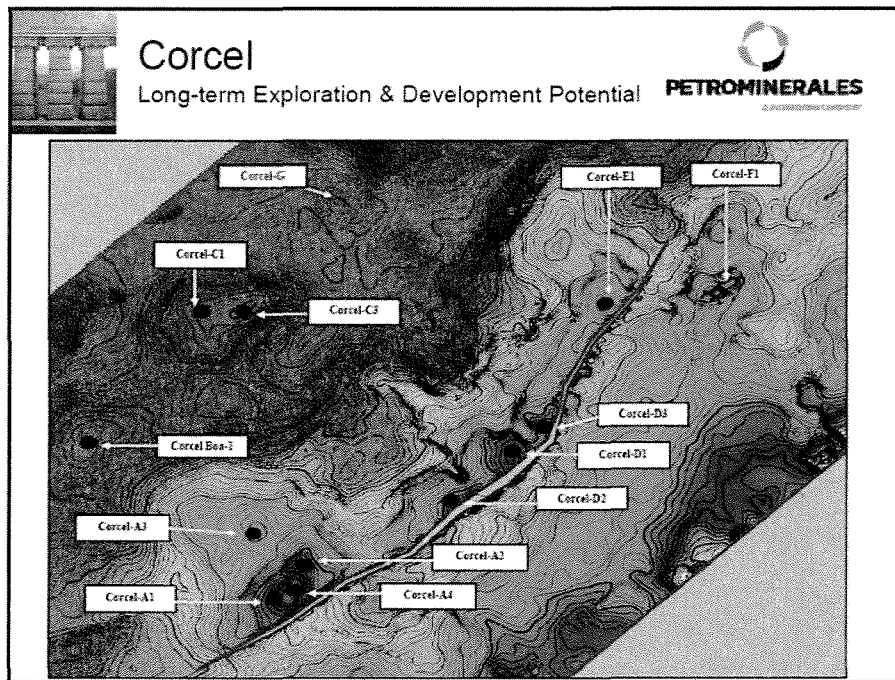 Corcel
Long-term Exploration & Development Potential
PETROMINERALES
Corcel-G
Corcel-E1
Corcel-F1
Corcel-C1
Corcel-C3
Corcel-D3
Corcel Boa-1
Corcel-D1
Corcel-D2
Corcel-A3
Corcel-A2
Corcel-A1
Corcel-A4